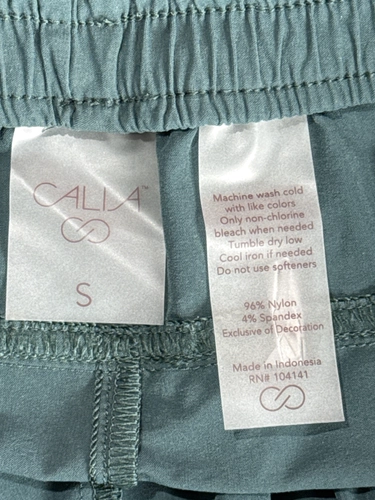 CALIA™
S
Machine wash cold
with like colors
Only non-chlorine
bleach when needed
Tumble dry low
Cool iron if needed
Do not use softeners
96% Nylon
4% Spandex
Exclusive of Decoration
Made in Indonesia
RN# 104141